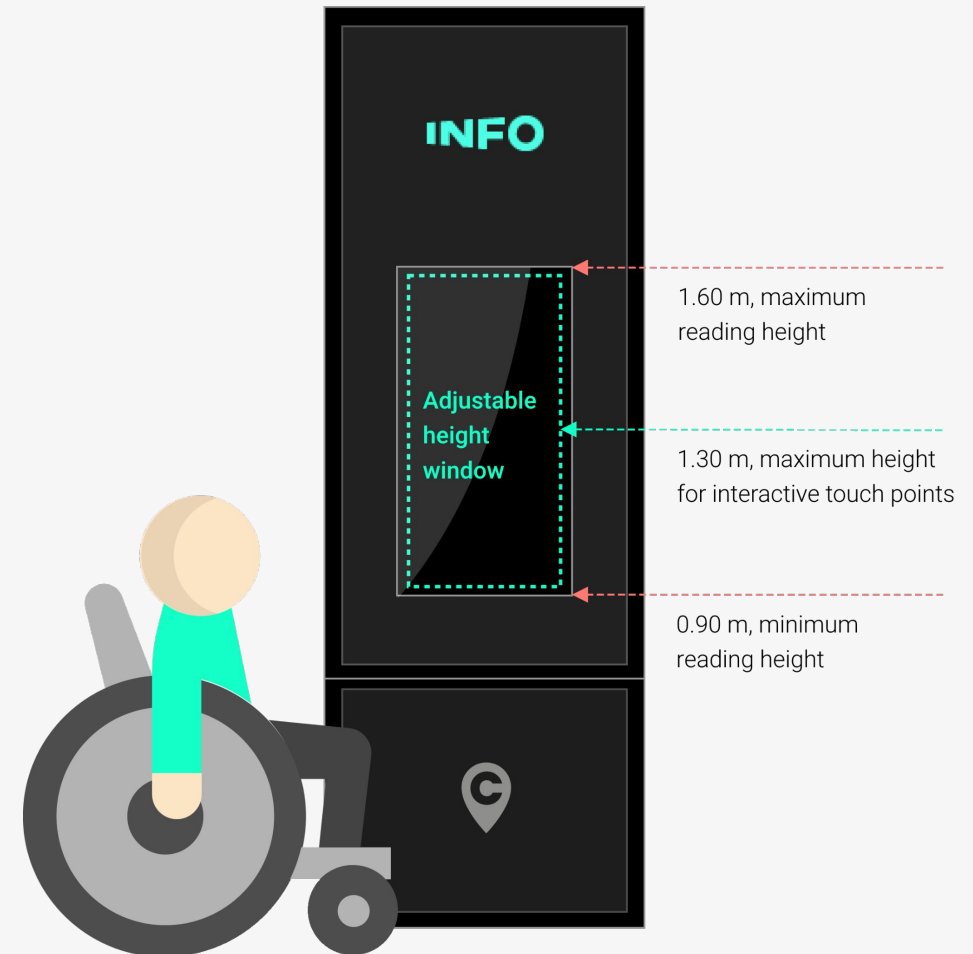 INFO
1.60 m, maximum
reading height
Adjustable
height
window
1.30 m, maximum height
for interactive touch points
0.90 m, minimum
reading height
C